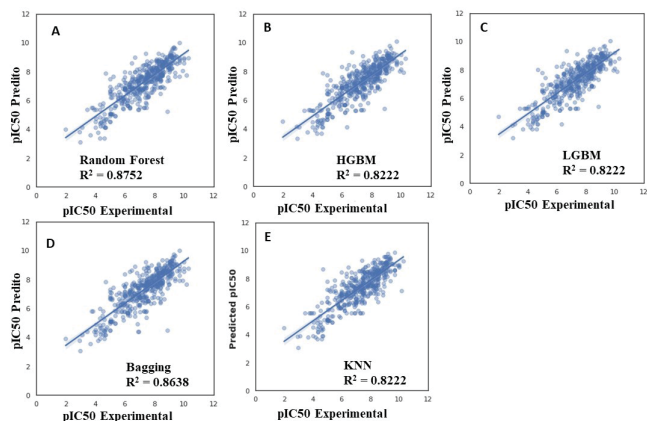 A
pIC50 Predito
12
10
8
6
4
2
0
Random Forest
R² = 0.8752
0 2 4 6 8 10 12
pIC50 Experimental
B
pIC50 Predito
12
10
8
6
4
2
0
HGBM
R² = 0.8222
0 2 4 6 8 10 12
pIC50 Experimental
C
pIC50 Predito
12
10
8
6
4
2
0
LGBM
R² = 0.8222
0 2 4 6 8 10 12
pIC50 Experimental
D
pIC50 Predito
12
10
8
6
4
2
0
Bagging
R² = 0.8638
0 2 4 6 8 10 12
pIC50 Experimental
E
Predicted pIC50
12
10
8
6
4
2
0
KNN
R² = 0.8222
0 2 4 6 8 10 12
pIC50 Experimental